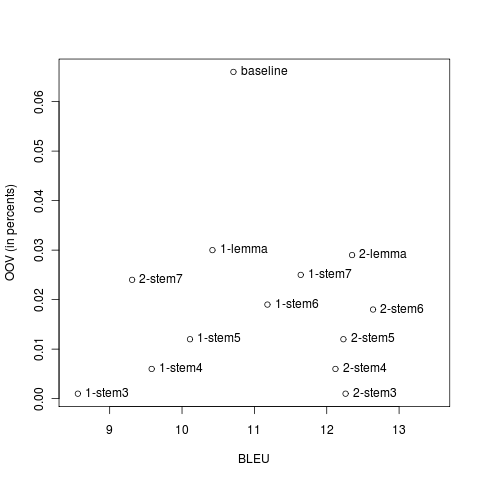 baseline
1-lemma
2-lemma
2-stem7
1-stem7
1-stem6
2-stem6
1-stem5
2-stem5
1-stem4
2-stem4
1-stem3
2-stem3
OOV (in percents)
0.06
0.05
0.04
0.03
0.02
0.01
0.00
9 10 11 12 13
BLEU